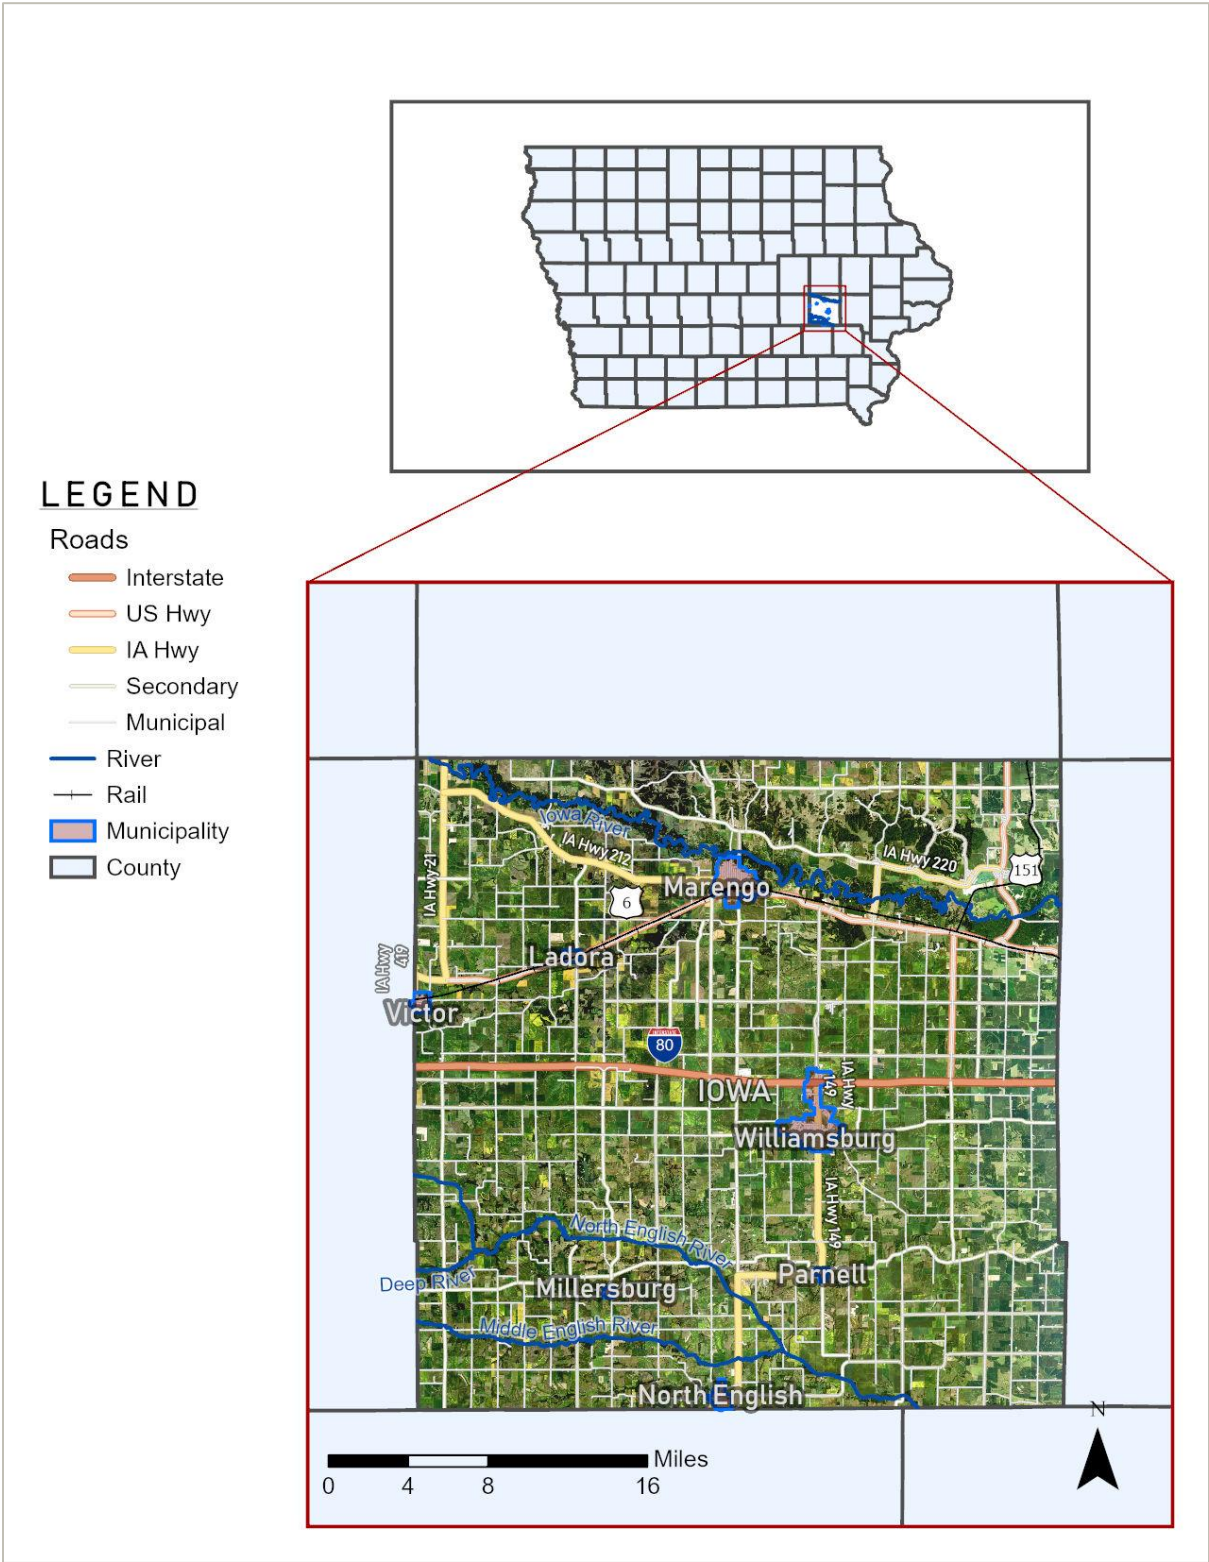 LEGEND
Roads
Interstate
US Hwy
IA Hwy
Secondary
Municipal
River
Rail
Municipality
County
Iowa River
IA Hwy 212
IA Hwy 220
151
IA Hwy 21
Marengo
6
IA Hwy
419
Ladora
Victor
80
IOWA
IA Hwy
149
Williamsburg
IA Hwy 149
North English River
Parnell
Deep River
Millersburg
Middle English River
North English
N
Miles
0 4 8 16